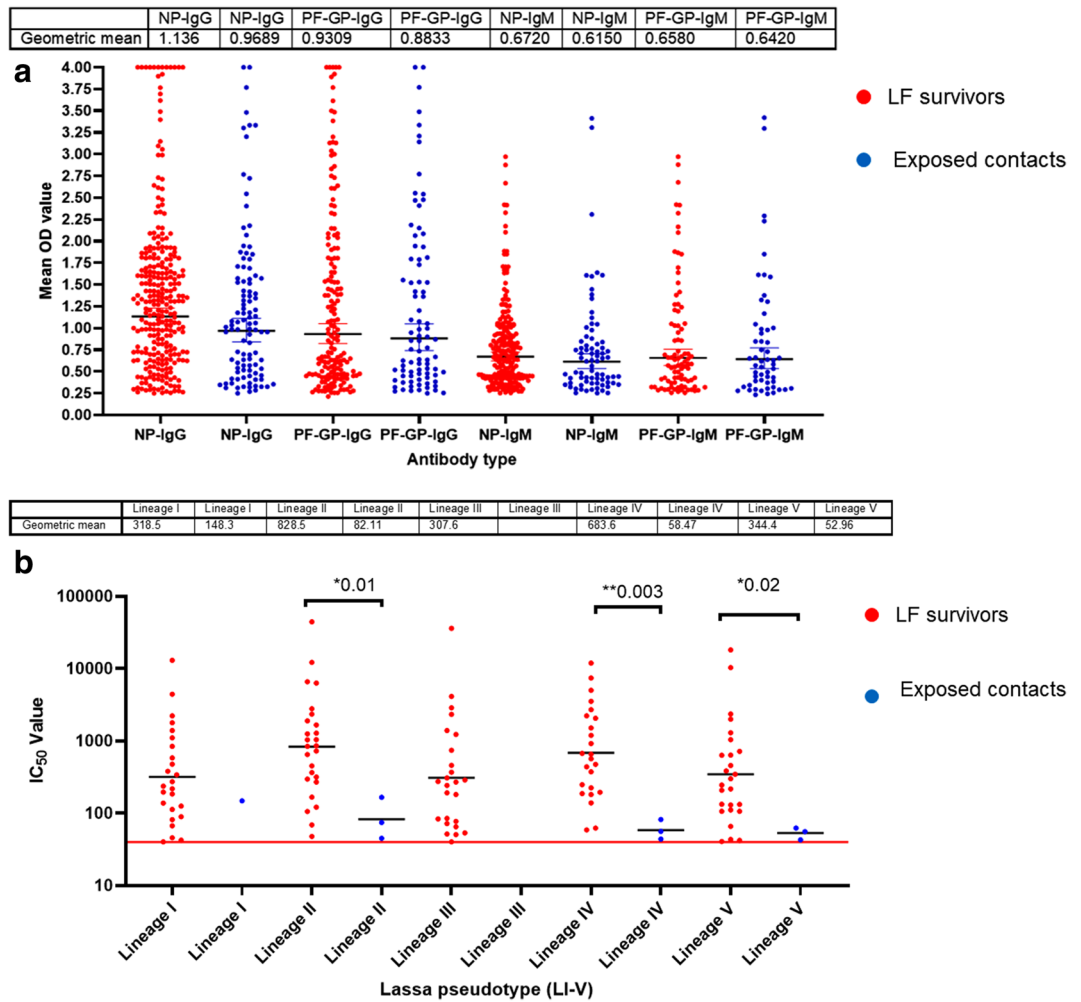 NP-IgG NP-IgG PF-GP-IgG PF-GP-IgG NP-IgM NP-IgM PF-GP-IgM PF-GP-IgM
Geometric mean 1.136 0.9689 0.9309 0.8833 0.6720 0.6150 0.6580 0.6420
a
4.00
3.75
3.50
3.25
3.00
2.75
2.50
2.25
2.00
1.75
1.50
1.25
1.00
0.75
0.50
0.25
0.00
Mean OD value
LF survivors
Exposed contacts
NP-IgG NP-IgG PF-GP-IgG PF-GP-IgG NP-IgM NP-IgM PF-GP-IgM PF-GP-IgM
Antibody type
Lineage I Lineage I Lineage II Lineage II Lineage III Lineage III Lineage IV Lineage IV Lineage V Lineage V
Geometric mean 318.5 148.3 828.5 82.11 307.6 683.6 58.47 344.4 52.96
b
*0.01 **0.003 *0.02
100000
10000
1000
100
10
IC50 Value
LF survivors
Exposed contacts
Lineage I Lineage I Lineage II Lineage II Lineage III Lineage III Lineage IV Lineage IV Lineage V Lineage V
Lassa pseudotype (LI-V)